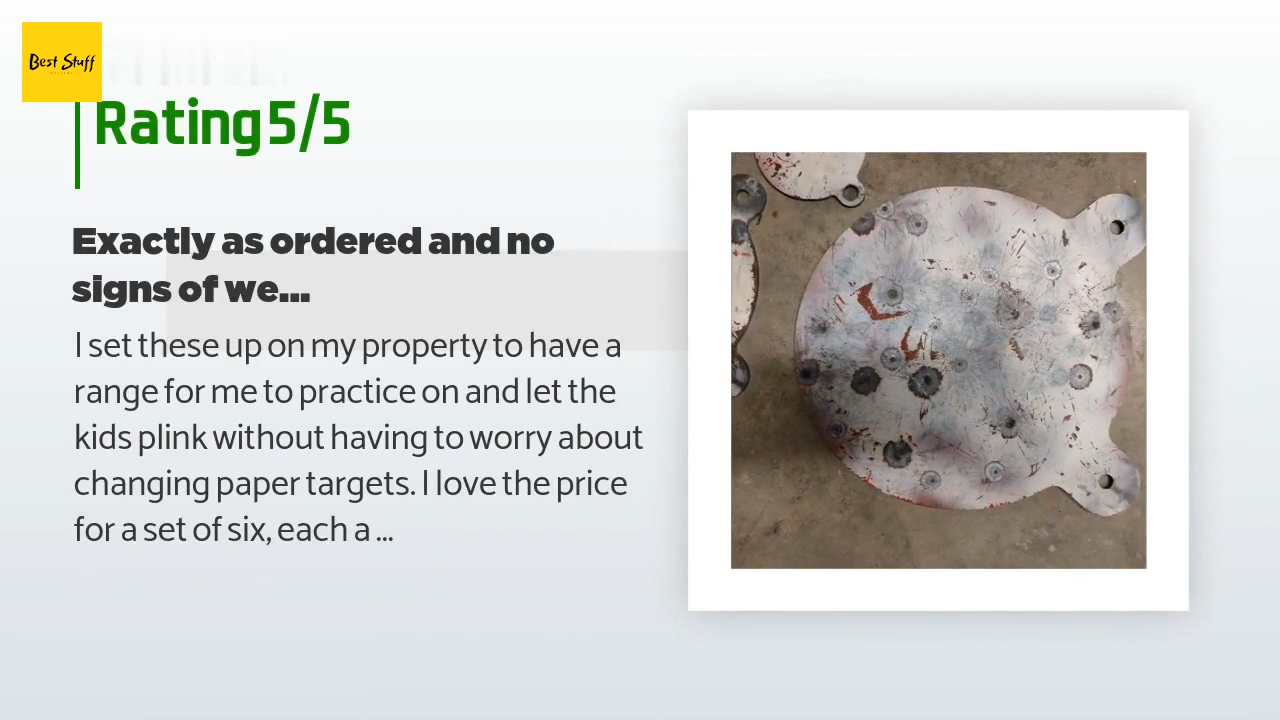 Best Stuff
Rating 5/5
Exactly as ordered and no
signs of we...
I set these up on my property to have a
range for me to practice on and let the
kids plink without having to worry about
changing paper targets. I love the price
for a set of six, each a ...